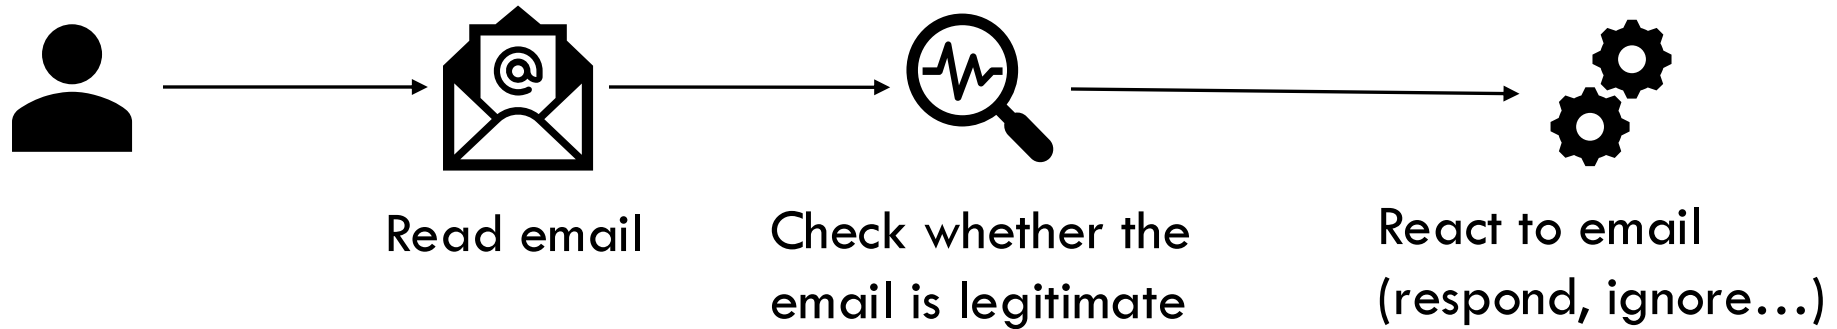 @
Read email
Check whether the
email is legitimate
React to email
(respond, ignore...)